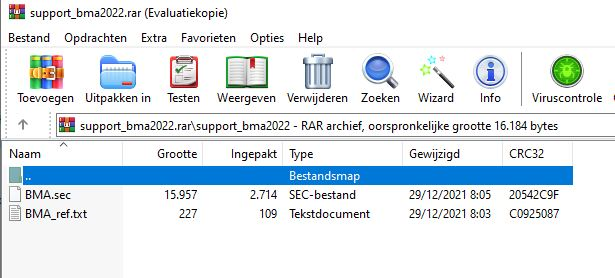 support_bma2022.rar (Evaluatiekopie)
Bestand Opdrachten Extra Favorieten Opties Help
Toevoegen Uitpakken in Testen Weergeven Verwijderen Zoeken Wizard Info Viruscontrole
support_bma2022.rar\support_bma2022 - RAR archief, oorspronkelijke grootte 16.184 bytes
Naam Grootte Ingepakt Type Gewijzigd CRC32
.. Bestandsmap
BMA.sec 15.957 2.714 SEC-bestand 29/12/2021 8:05 20542C9F
BMA_ref.txt 227 109 Tekstdocument 29/12/2021 8:03 C0925087